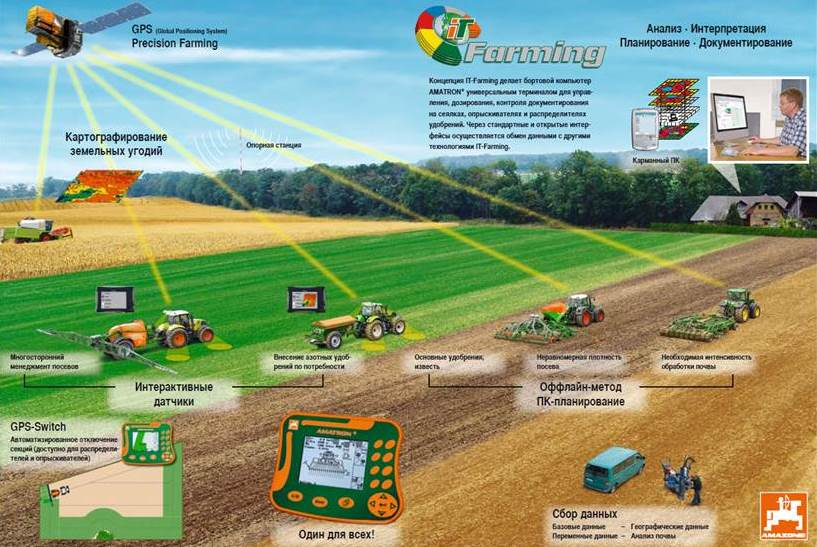 GPS (Global Positioning System)
Precision Farming
iT
Farming
Анализ · Интерпретация
Планирование · Документирование
Концепция IT-Farming делает бортовой компьютер
AMATRON⁺ универсальным терминалом для управ-
ления, дозирования, контроля документирования
на сеялках, опрыскивателях и распределителях
удобрений. Через стандартные и открытые интер-
фейсы осуществляется обмен данными с другими
технологиями IT-Farming.
Карманный ПК
Картографирование
земельных угодий
Опорная станция
Многосторонний
менеджмент посевов
Внесение азотных удоб-
рений по потребности
Основные удобрения,
известь
Неравномерная плотность
посева
Необходимая интенсивность
обработки почвы
Интерактивные
датчики
Оффлайн-метод
ПК-планирование
GPS-Switch
Автоматизированное отключение
секций (доступно для распредели-
телей и опрыскивателей)
AMATRON⁺
Один для всех!
Сбор данных
Базовые данные – Географические данные
Переменные данные – Анализ почвы
AMAZONE